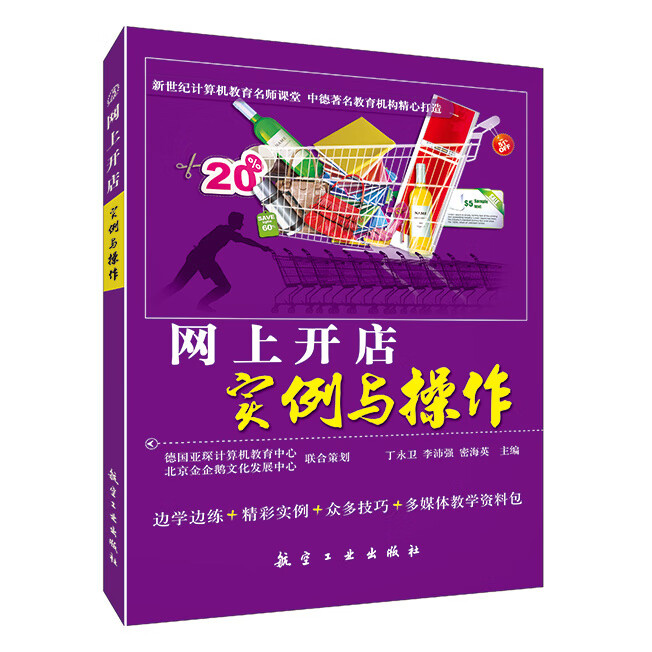 新世纪计算机教育名师课堂 中德著名教育机构精心打造
20%
SAVE
60%
$5
OFF
网上开店
实例与操作
德国亚琛计算机教育中心
北京金企鹅文化发展中心
联合策划
丁永卫 李沛强 密海英 主编
边学边练+精彩实例+众多技巧+多媒体教学资料包
航空工业出版社
网上开店
实例与操作
航空工业出版社